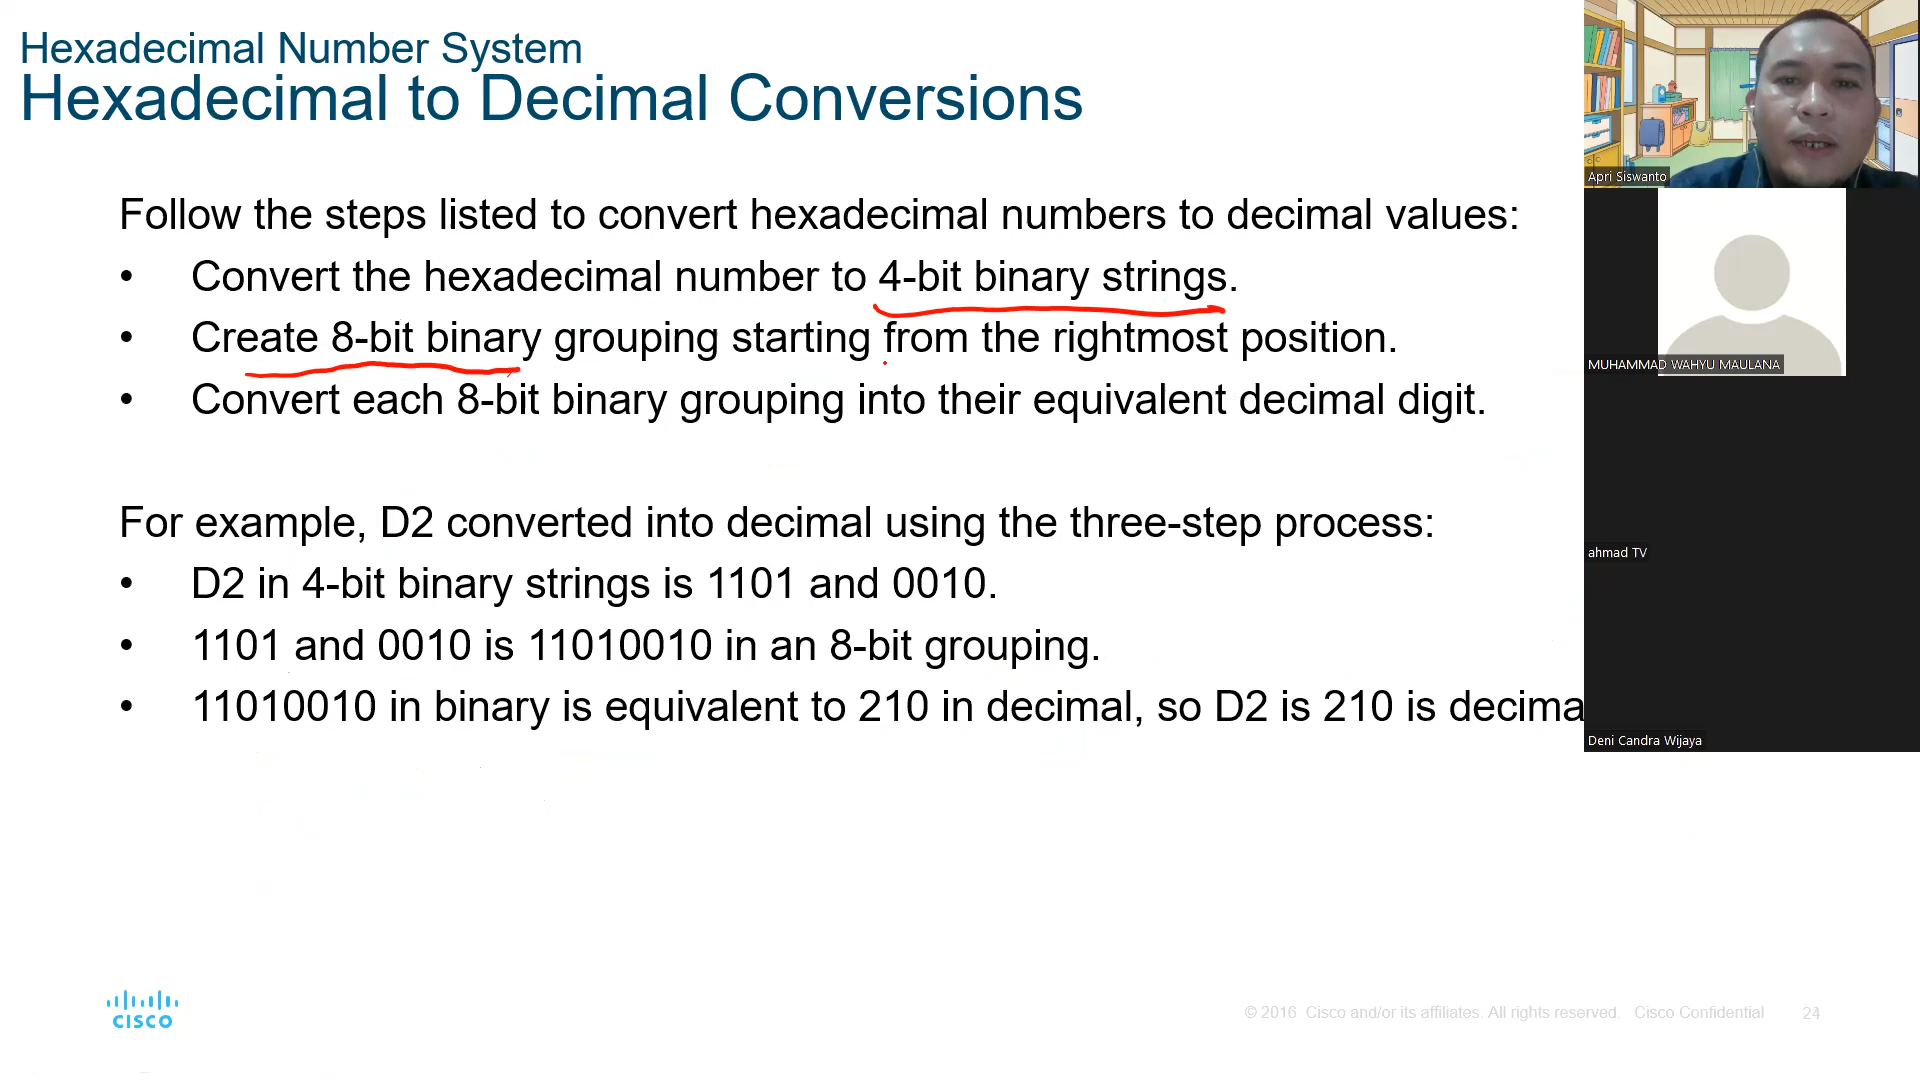 Hexadecimal Number System
Hexadecimal to Decimal Conversions
Follow the steps listed to convert hexadecimal numbers to decimal values:
• Convert the hexadecimal number to 4-bit binary strings.
• Create 8-bit binary grouping starting from the rightmost position.
• Convert each 8-bit binary grouping into their equivalent decimal digit.
For example, D2 converted into decimal using the three-step process:
• D2 in 4-bit binary strings is 1101 and 0010.
• 1101 and 0010 is 11010010 in an 8-bit grouping.
• 11010010 in binary is equivalent to 210 in decimal, so D2 is 210 is decima
Apri Siswanto
MUHAMMAD WAHYU MAULANA
ahmad TV
Deni Candra Wijaya
CISCO
© 2016 Cisco and/or its affiliates. All rights reserved. Cisco Confidential 24